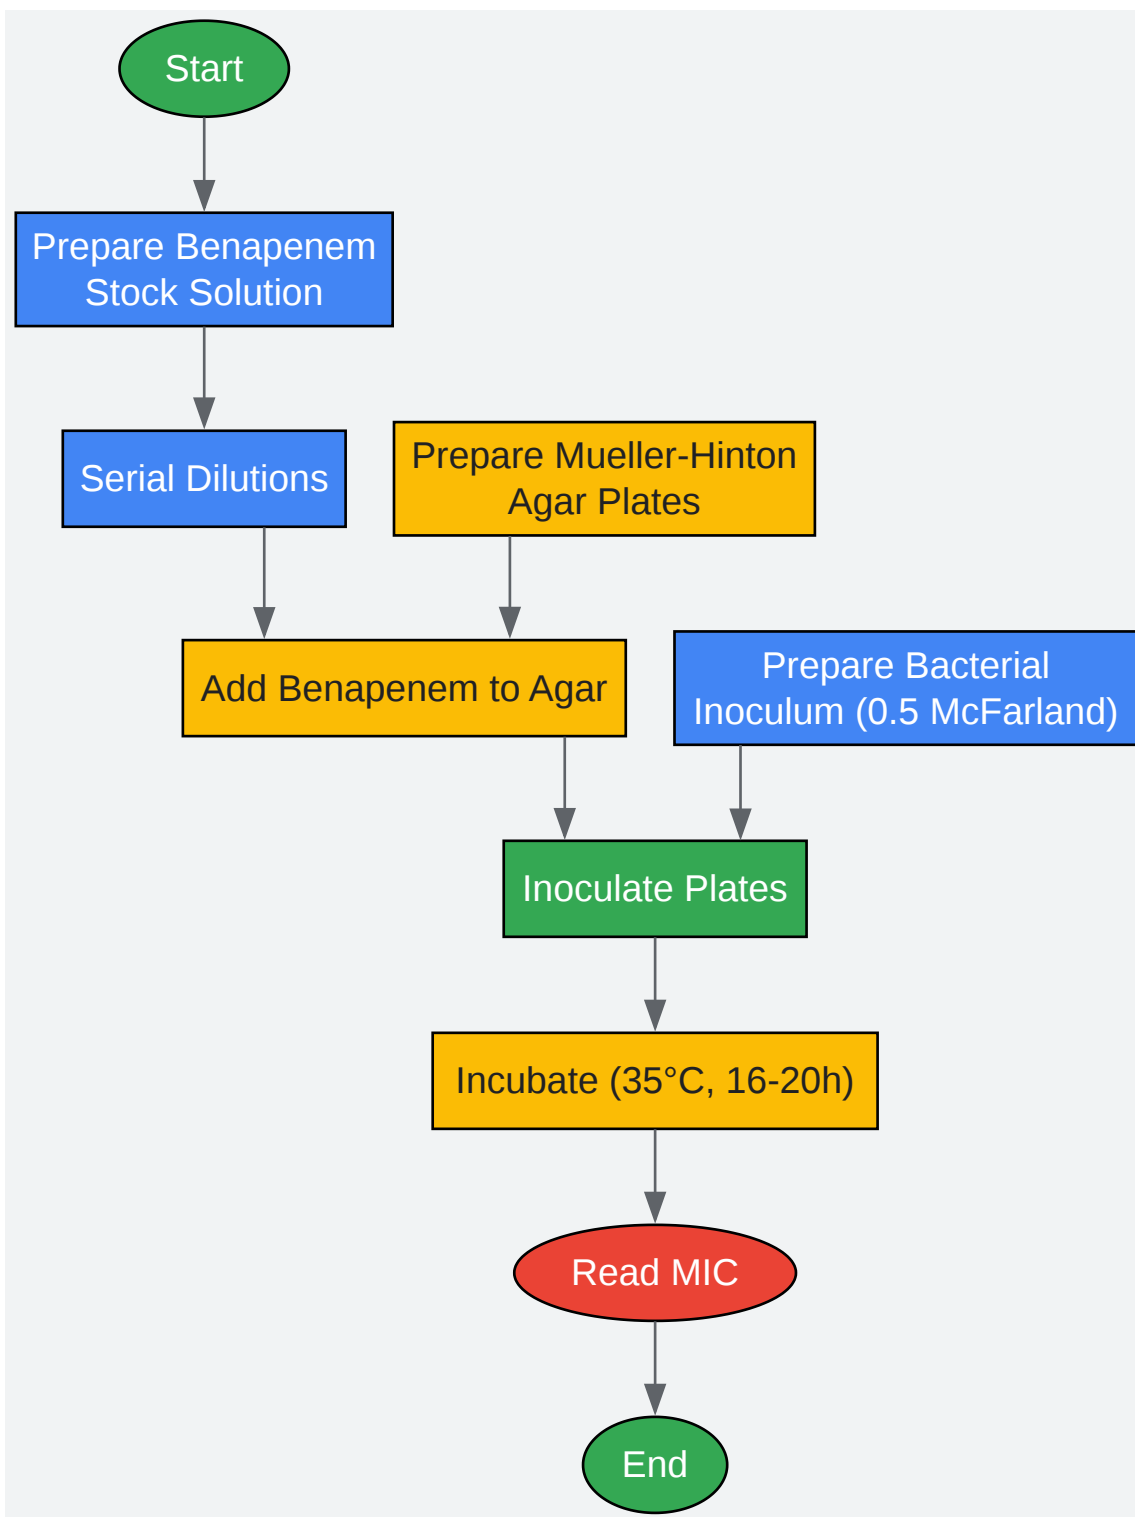 Start
Prepare Benapenem
Stock Solution
Serial Dilutions
Prepare Mueller-Hinton
Agar Plates
Add Benapenem to Agar
Prepare Bacterial
Inoculum (0.5 McFarland)
Inoculate Plates
Incubate (35°C, 16-20h)
Read MIC
End